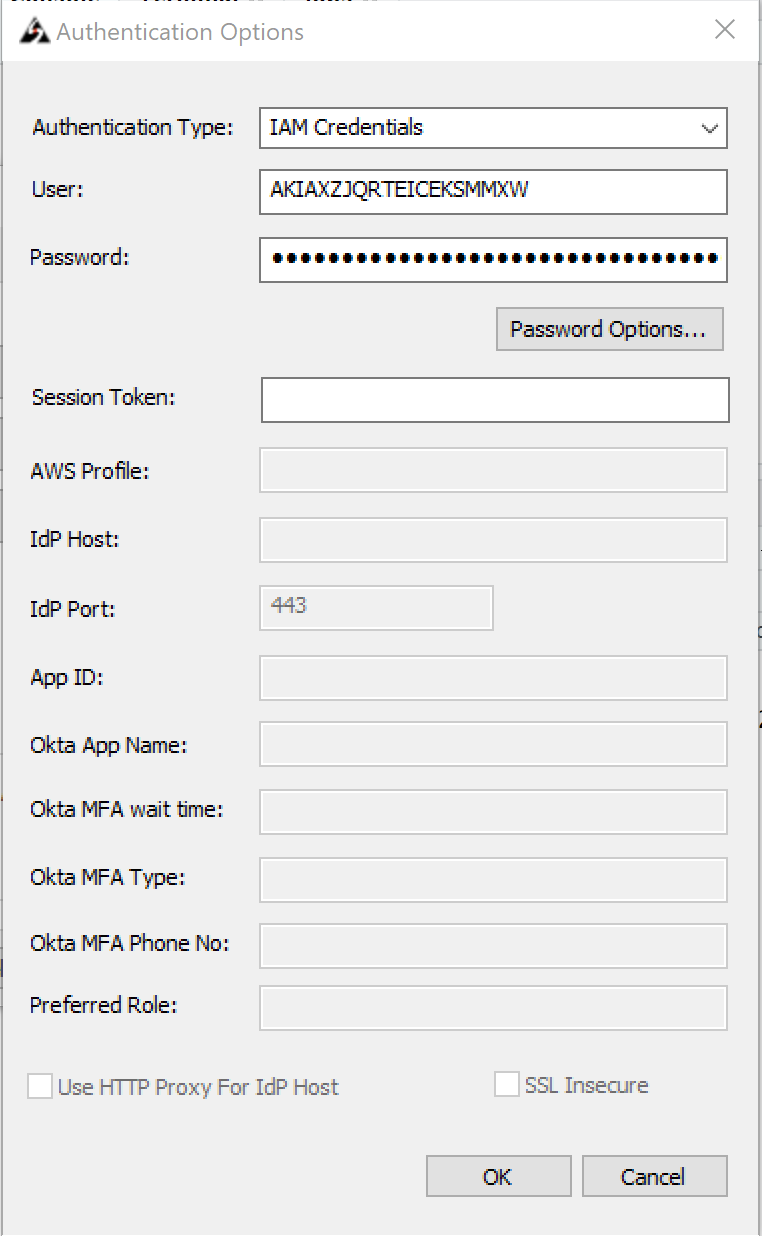 Authentication Options
Authentication Type: IAM Credentials
User: AKIAXZJQRTEICEKSMMXW
Password: ••••••••••••••••••••••••••••••••
Password Options...
Session Token:
AWS Profile:
IdP Host:
IdP Port: 443
App ID:
Okta App Name:
Okta MFA wait time:
Okta MFA Type:
Okta MFA Phone No:
Preferred Role:
Use HTTP Proxy For IdP Host SSL Insecure
OK Cancel